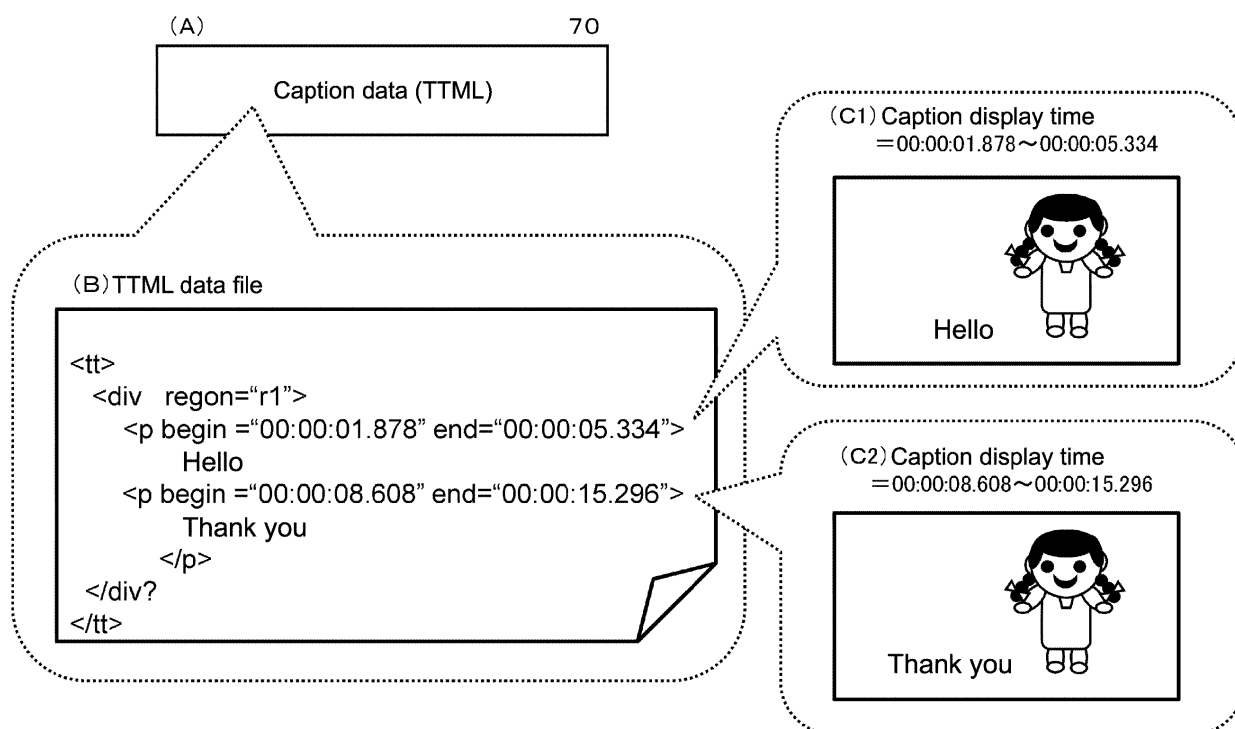 (A) 70
Caption data (TTML)
(B) TTML data file
<tt>
<div regon=“r1”>
<p begin =“00:00:01.878” end=“00:00:05.334”>
Hello
<p begin =“00:00:08.608” end=“00:00:15.296”>
Thank you
</p>
</div?
</tt>
(C1) Caption display time
=00:00:01.878～00:00:05.334
Hello
(C2) Caption display time
=00:00:08.608～00:00:15.296
Thank you